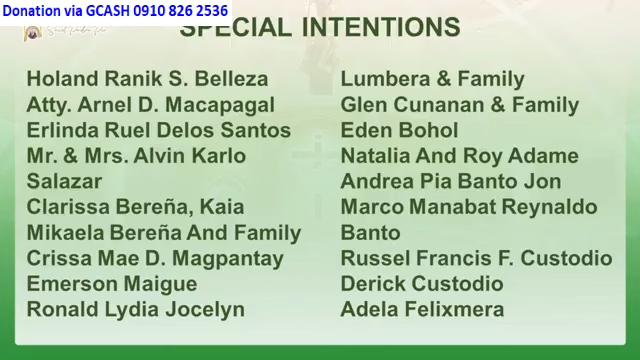 Donation via GCASH 0910 826 2536
SPECIAL INTENTIONS
Holand Ranik S. Belleza
Atty. Arnel D. Macapagal
Erlinda Ruel Delos Santos
Mr. & Mrs. Alvin Karlo
Salazar
Clarissa Bereña, Kaia
Mikaela Bereña And Family
Crissa Mae D. Magpantay
Emerson Maigue
Ronald Lydia Jocelyn
Lumbera & Family
Glen Cunanan & Family
Eden Bohol
Natalia And Roy Adame
Andrea Pia Banto Jon
Marco Manabat Reynaldo
Banto
Russel Francis F. Custodio
Derick Custodio
Adela Felixmera